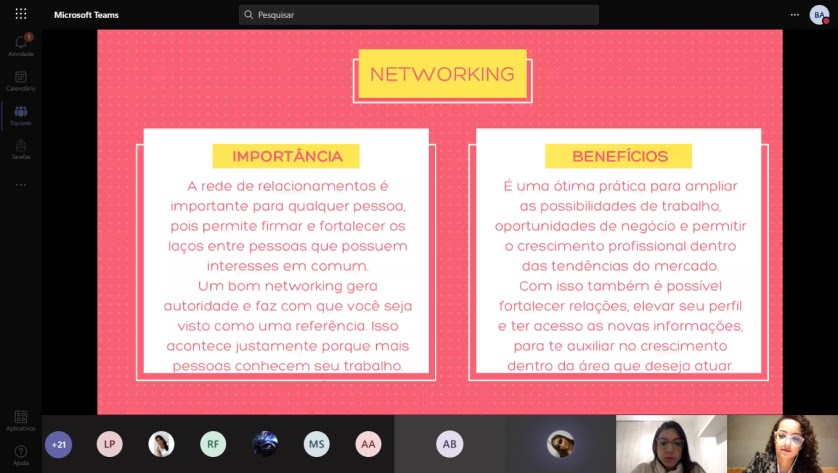 Microsoft Teams
Pesquisar
BA
1
Atividade
Calendário
Equipes
Tarefas
Aplicativos
Ajuda
NETWORKING
IMPORTÂNCIA
A rede de relacionamentos é
importante para qualquer pessoa,
pois permite firmar e fortalecer os
laços entre pessoas que possuem
interesses em comum.
Um bom networking gera
autoridade e faz com que você seja
visto como uma referência. Isso
acontece justamente porque mais
pessoas conhecem seu trabalho.
BENEFÍCIOS
É uma ótima prática para ampliar
as possibilidades de trabalho,
oportunidades de negócio e permitir
o crescimento profissional dentro
das tendências do mercado.
Com isso também é possível
fortalecer relações, elevar seu perfil
e ter acesso as novas informações,
para te auxiliar no crescimento
dentro da área que deseja atuar.
+21
LP
RF
MS
AA
AB